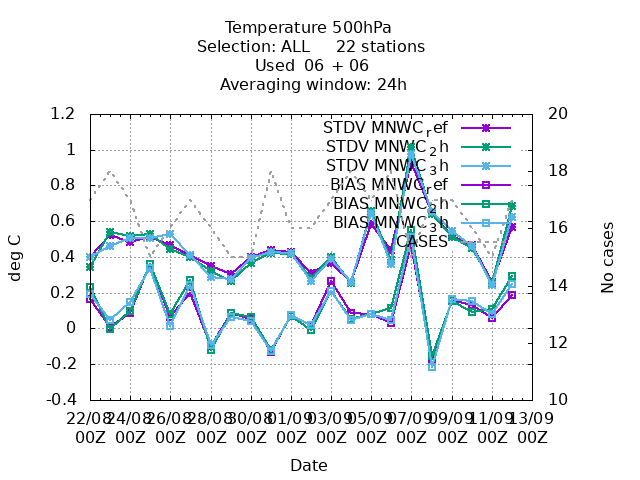 Temperature 500hPa
Selection: ALL 22 stations
Used 06 + 06
Averaging window: 24h
1.2
1
0.8
0.6
0.4
0.2
0
-0.2
-0.4
deg C
20
18
16
14
12
10
No cases
STDV MNWC_ref
STDV MNWC_2h
STDV MNWC_3h
BIAS MNWC_ref
BIAS MNWC_2h
BIAS MNWC_3h
CASES
22/08 24/08 26/08 28/08 30/08 01/09 03/09 05/09 07/09 09/09 11/09 13/09
00Z 00Z 00Z 00Z 00Z 00Z 00Z 00Z 00Z 00Z 00Z 00Z
Date